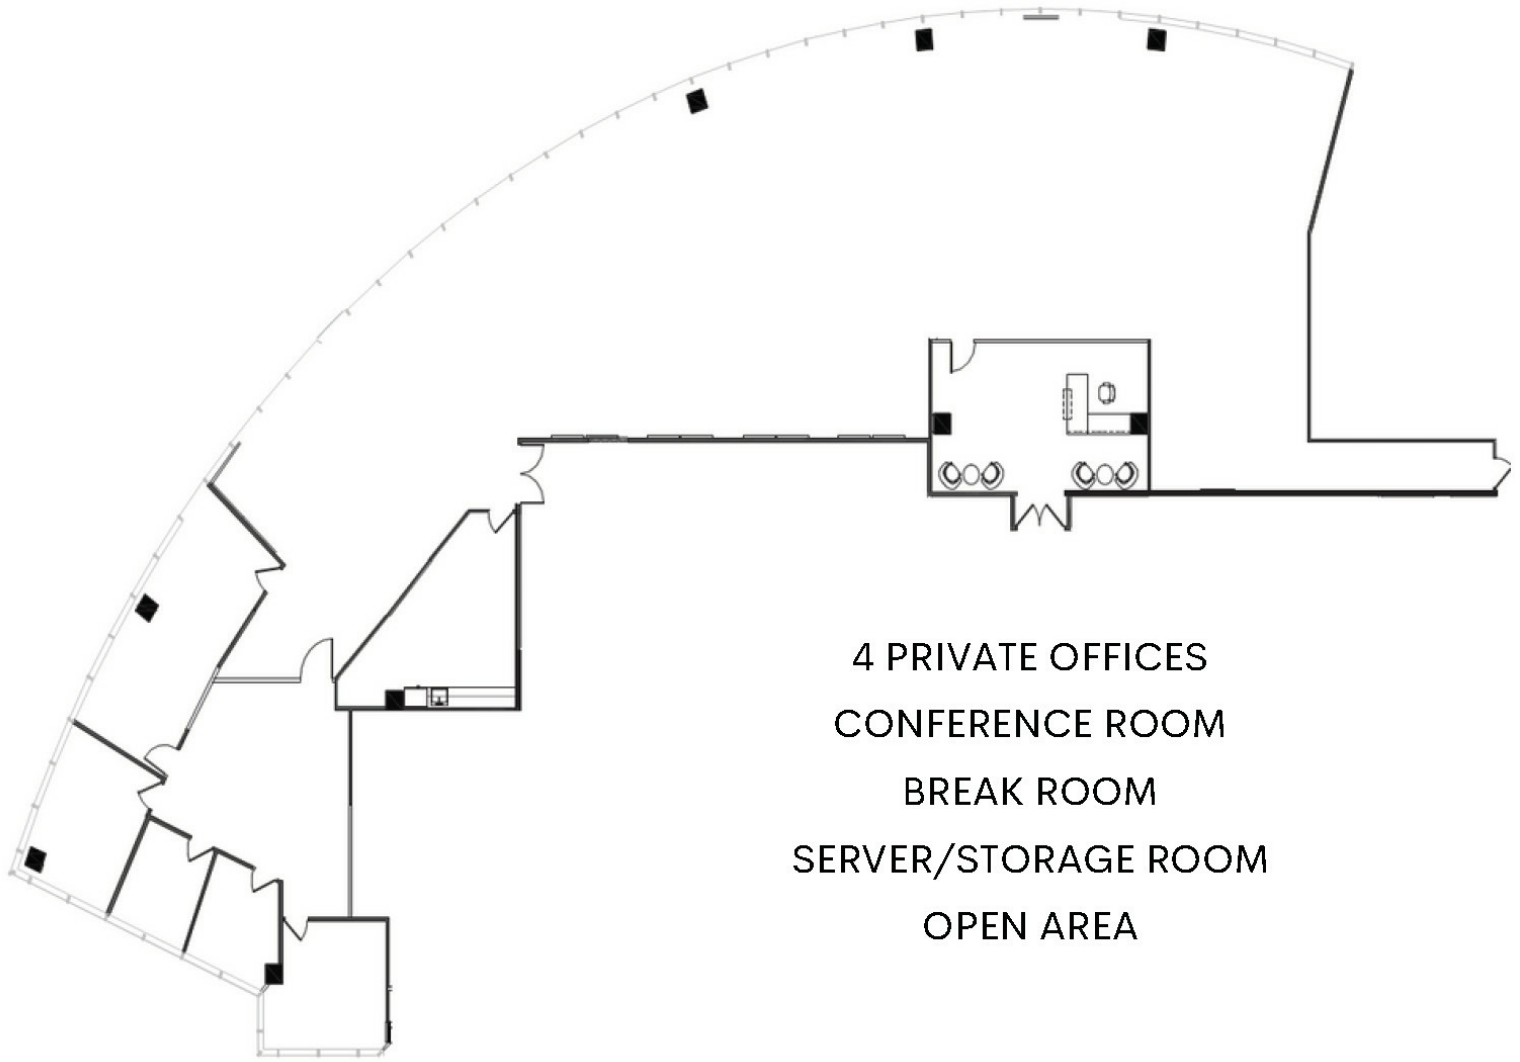 4 PRIVATE OFFICES
CONFERENCE ROOM
BREAK ROOM
SERVER/STORAGE ROOM
OPEN AREA